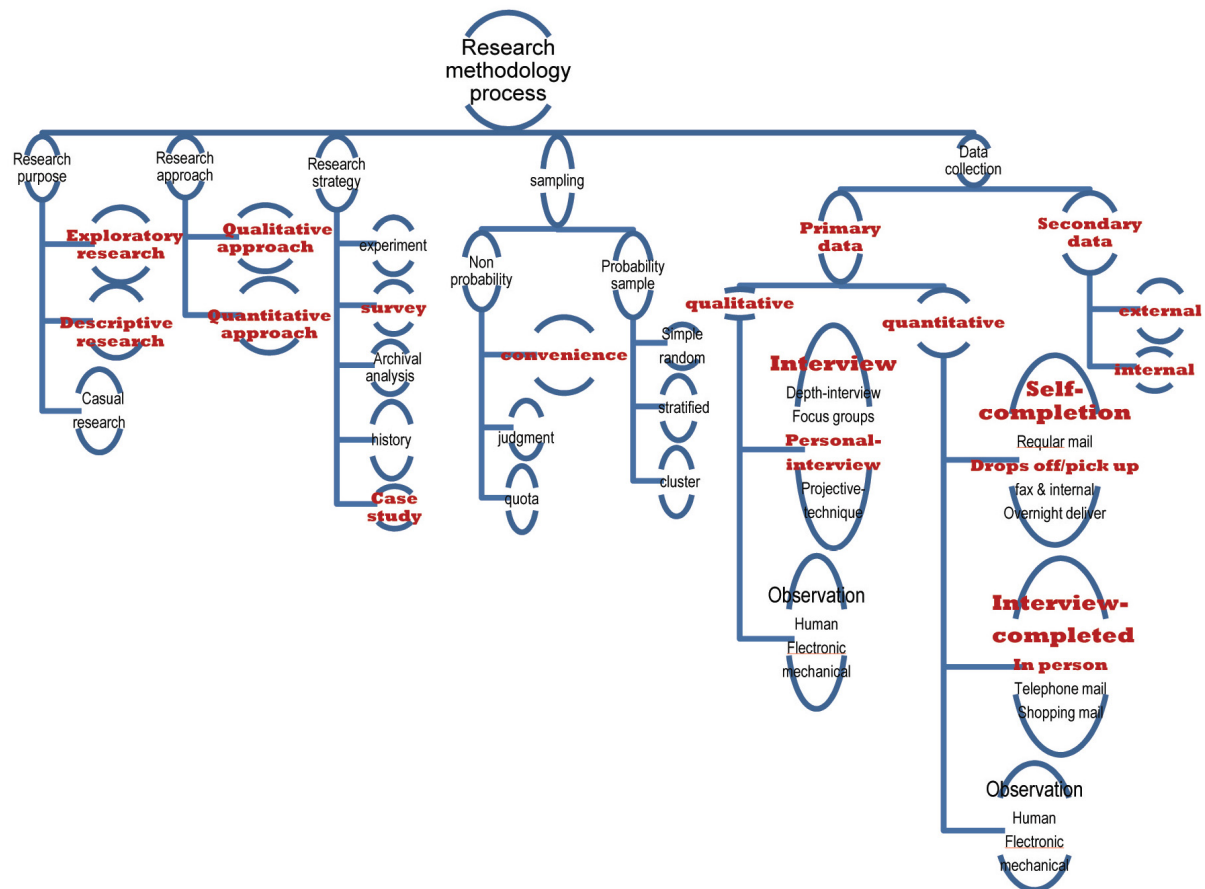 Research
methodology
process
Research
purpose
Exploratory
research
Descriptive
research
Casual
research
Research
approach
Qualitative
approach
Quantitative
approach
Research
strategy
experiment
survey
Archival
analysis
history
Case
study
sampling
Non
probability
convenience
judgment
quota
Probability
sample
Simple
random
stratified
cluster
Data
collection
Primary
data
qualitative
Interview
Depth-interview
Focus groups
Personal-
interview
Projective-
technique
Observation
Human
Flectronic
mechanical
quantitative
Self-
completion
Reqular mail
Drops off/pick up
fax & internal
Overnight deliver
Interview-
completed
In person
Telephone mail
Shopping mail
Observation
Human
Flectronic
mechanical
Secondary
data
external
internal